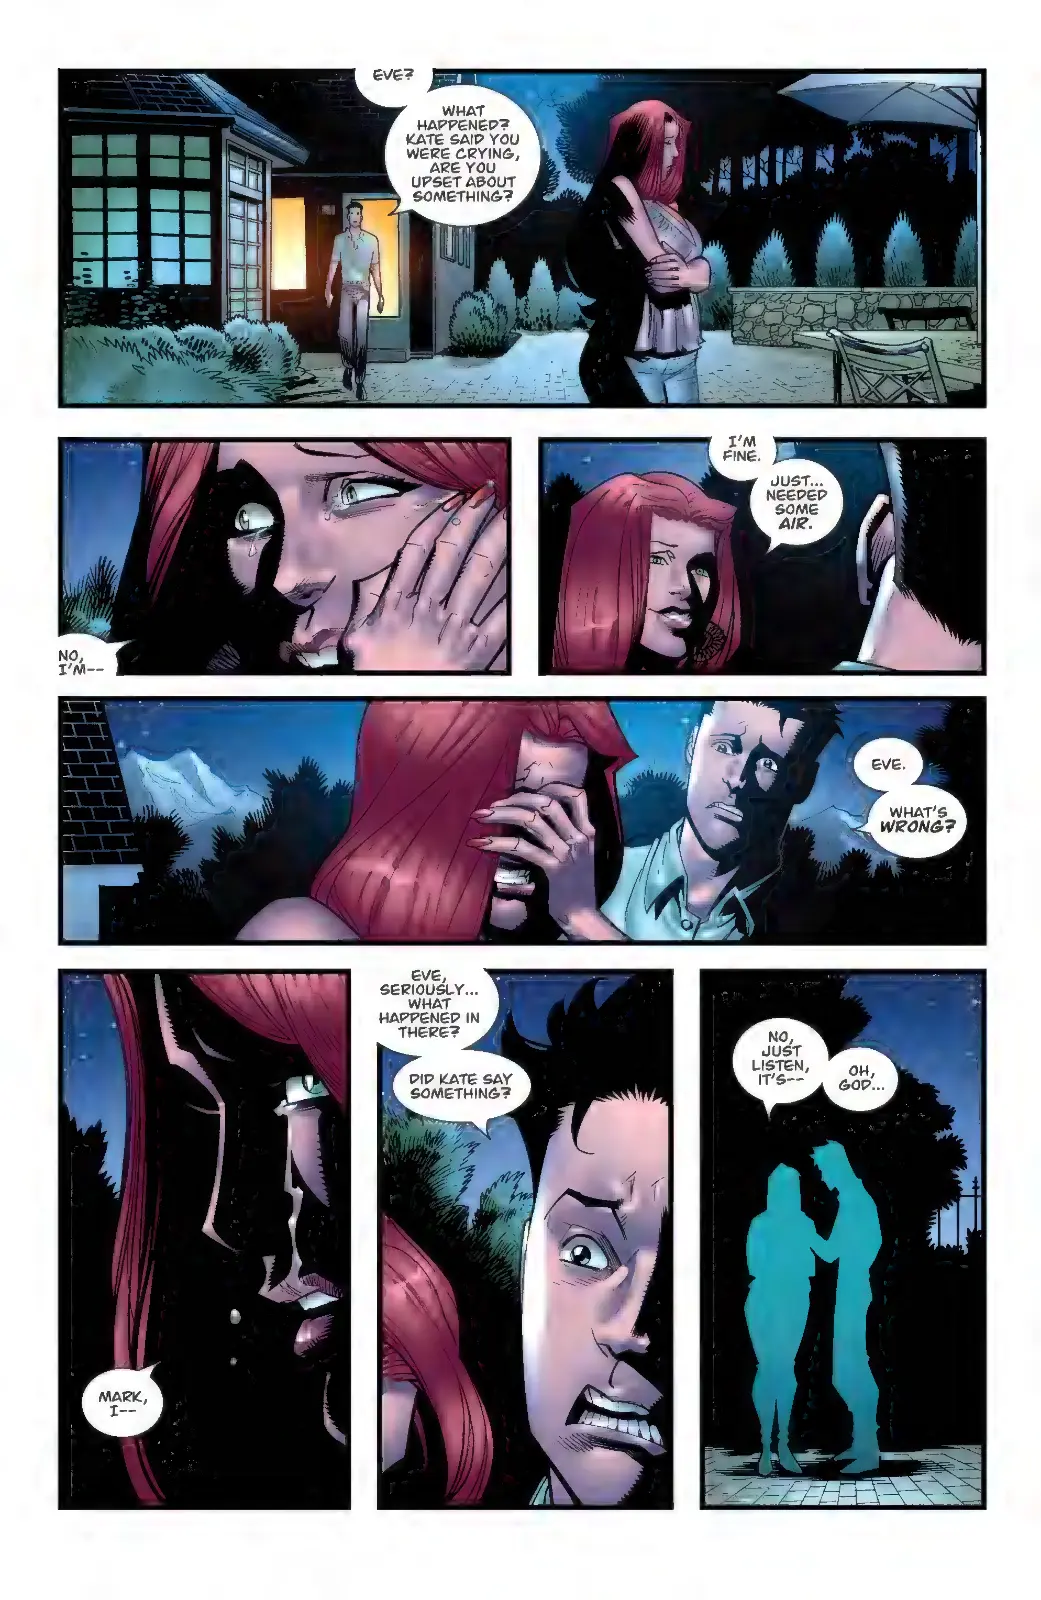 EVE?
WHAT
HAPPENED?
KATE SAID YOU
WERE CRYING,
ARE YOU
UPSET ABOUT
SOMETHING?
NO,
I'M--
I'M
FINE.
JUST...
NEEDED
SOME
AIR.
EVE.
WHAT'S
WRONG?
MARK,
I--
EVE,
SERIOUSLY...
WHAT
HAPPENED IN
THERE?
DID KATE SAY
SOMETHING?
NO,
JUST
LISTEN,
IT'S--
OH,
GOD...